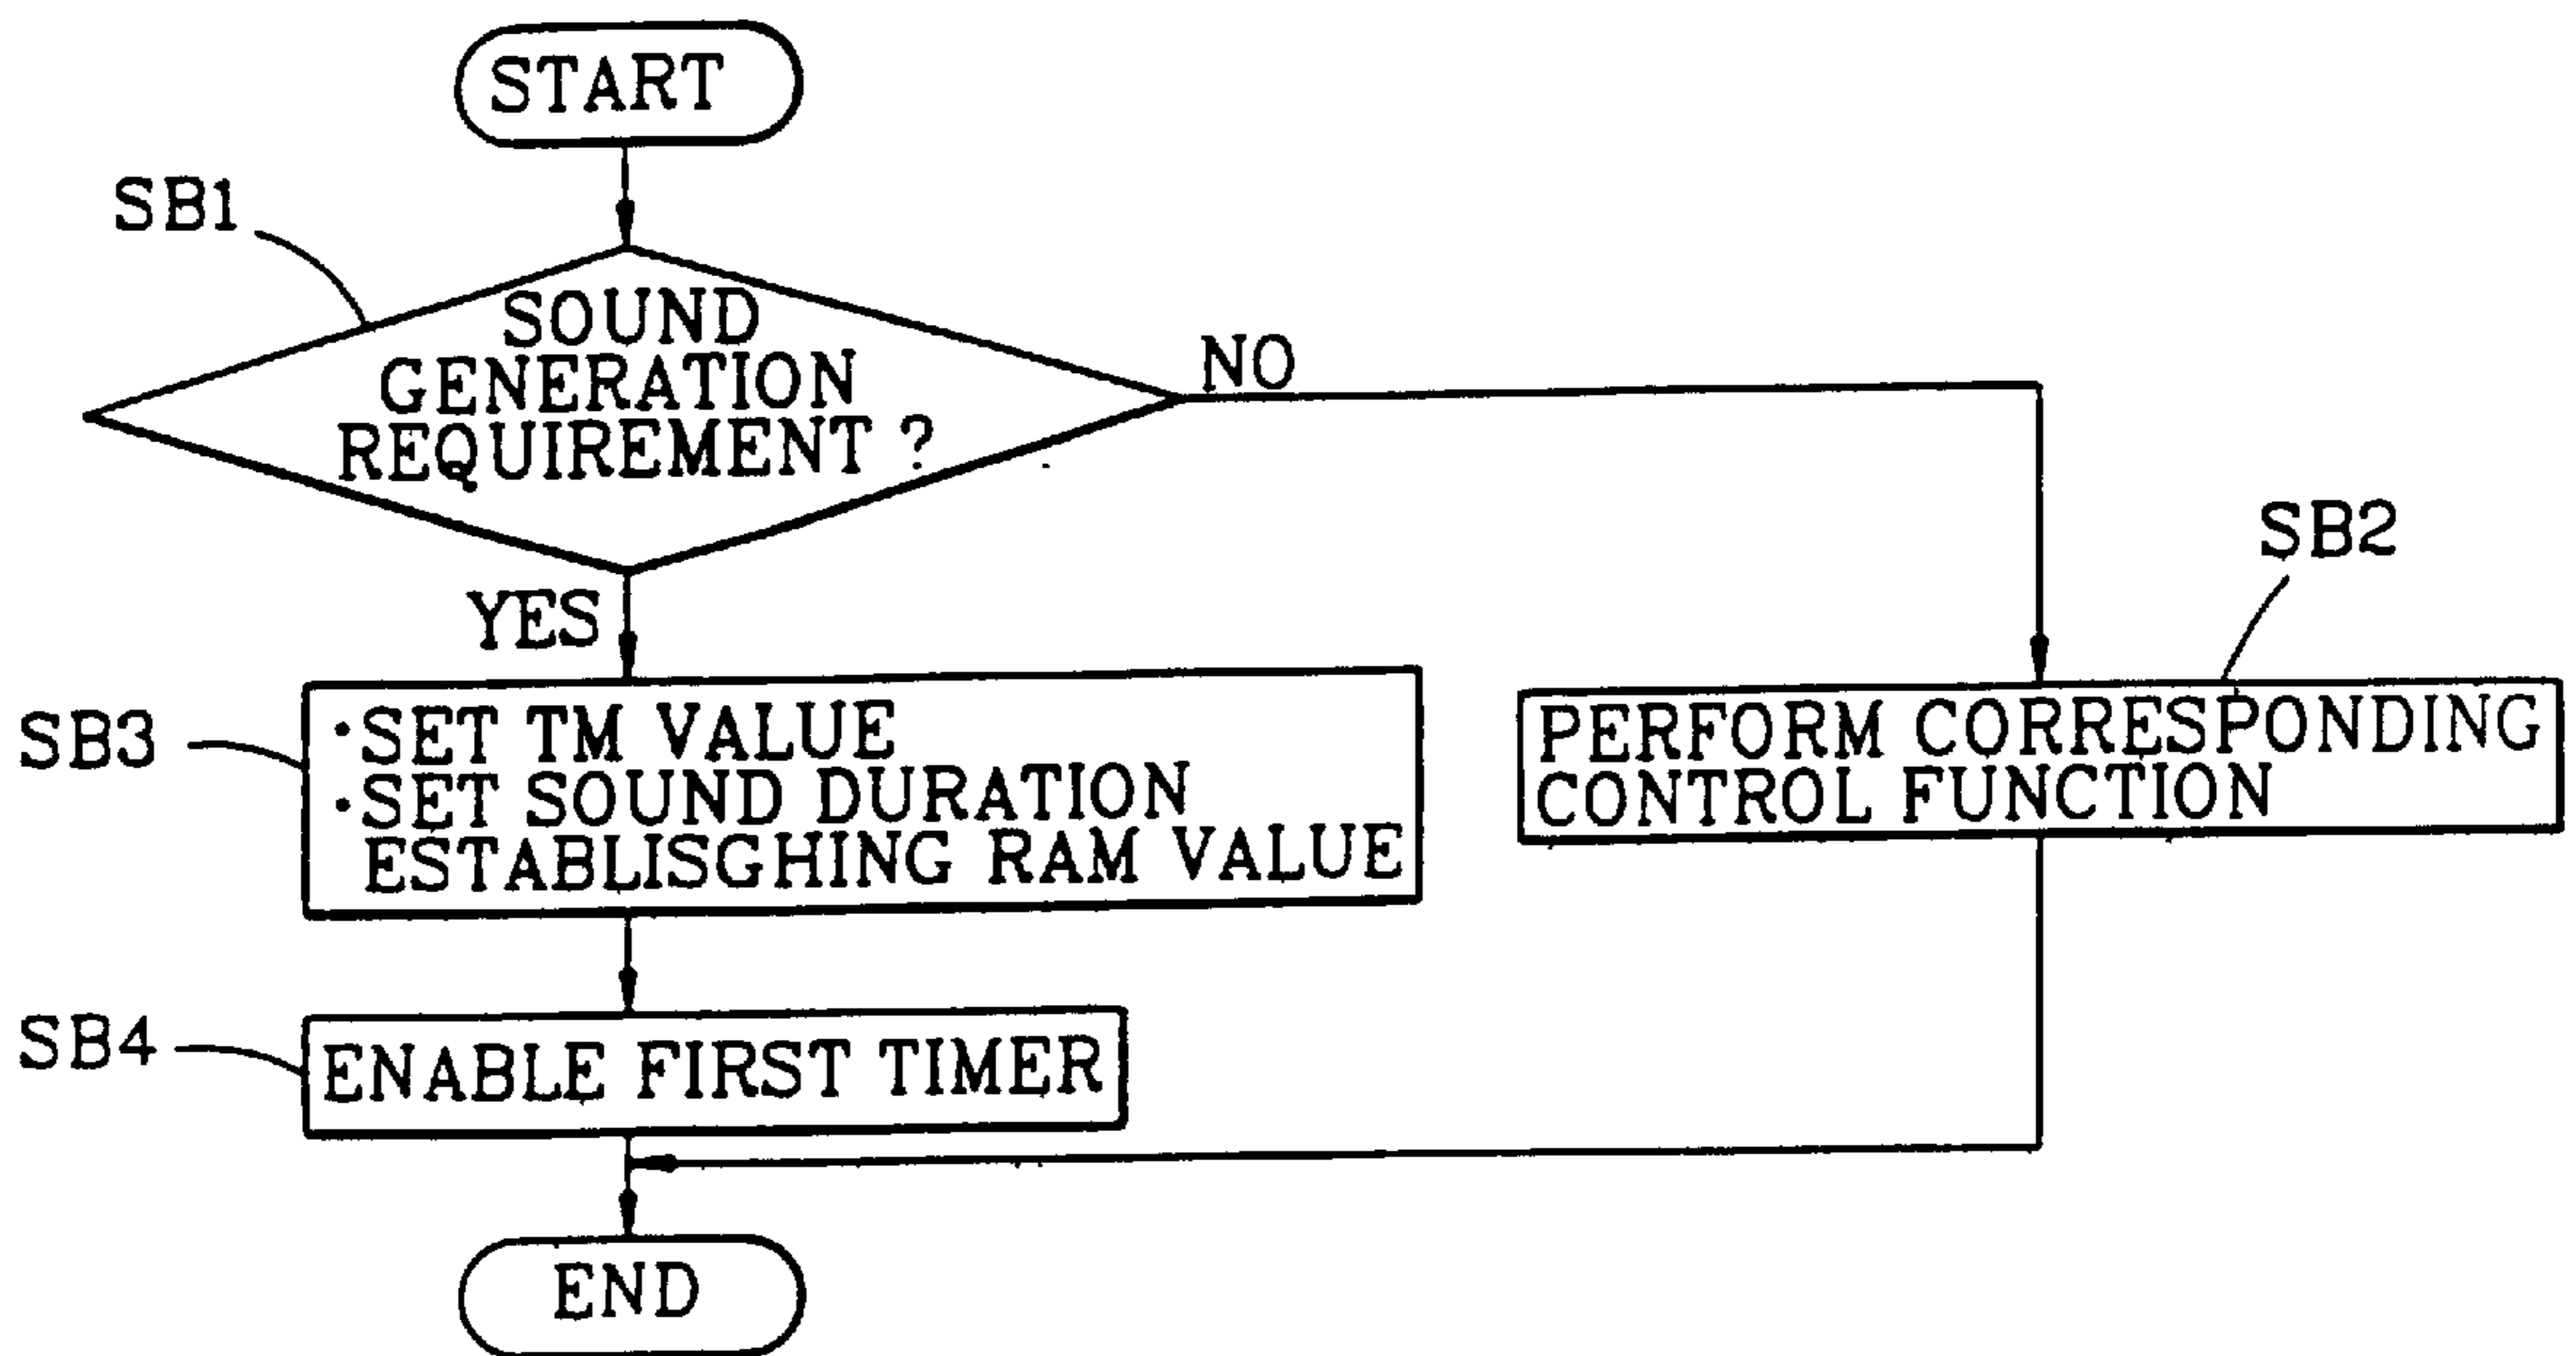 START
SB1
SOUND
GENERATION
REQUIREMENT ?
NO
YES
SB2
SB3
·SET TM VALUE
·SET SOUND DURATION
ESTABLISGHING RAM VALUE
PERFORM CORRESPONDING
CONTROL FUNCTION
SB4
ENABLE FIRST TIMER
END